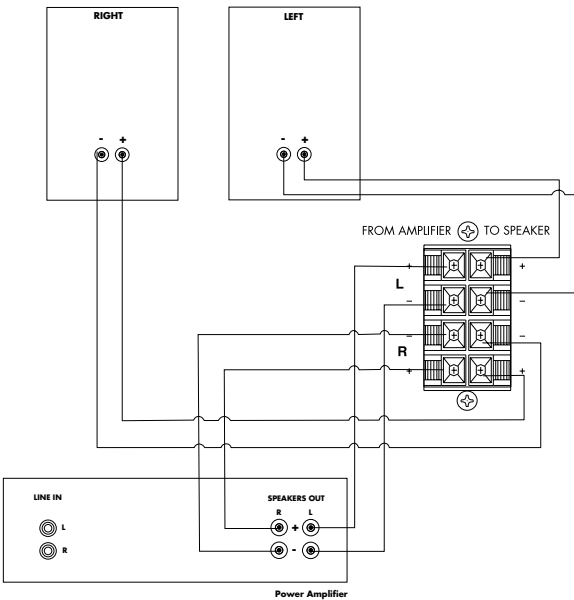 RIGHT
LEFT
- +
- +
FROM AMPLIFIER TO SPEAKER
+ +
L
– –
– –
R
+ +
LINE IN
SPEAKERS OUT
R L
L
+
R
-
Power Amplifier